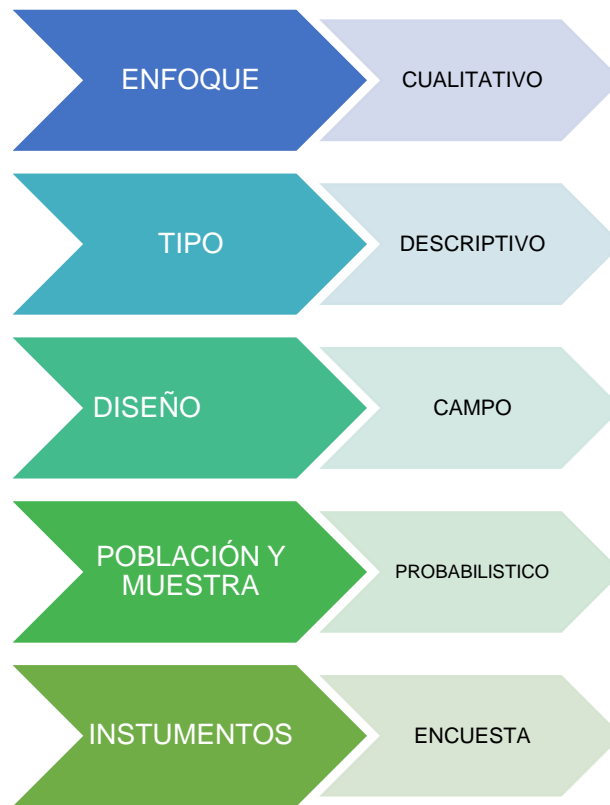 ENFOQUE
CUALITATIVO
TIPO
DESCRIPTIVO
DISEÑO
CAMPO
POBLACIÓN Y
MUESTRA
PROBABILISTICO
INSTUMENTOS
ENCUESTA